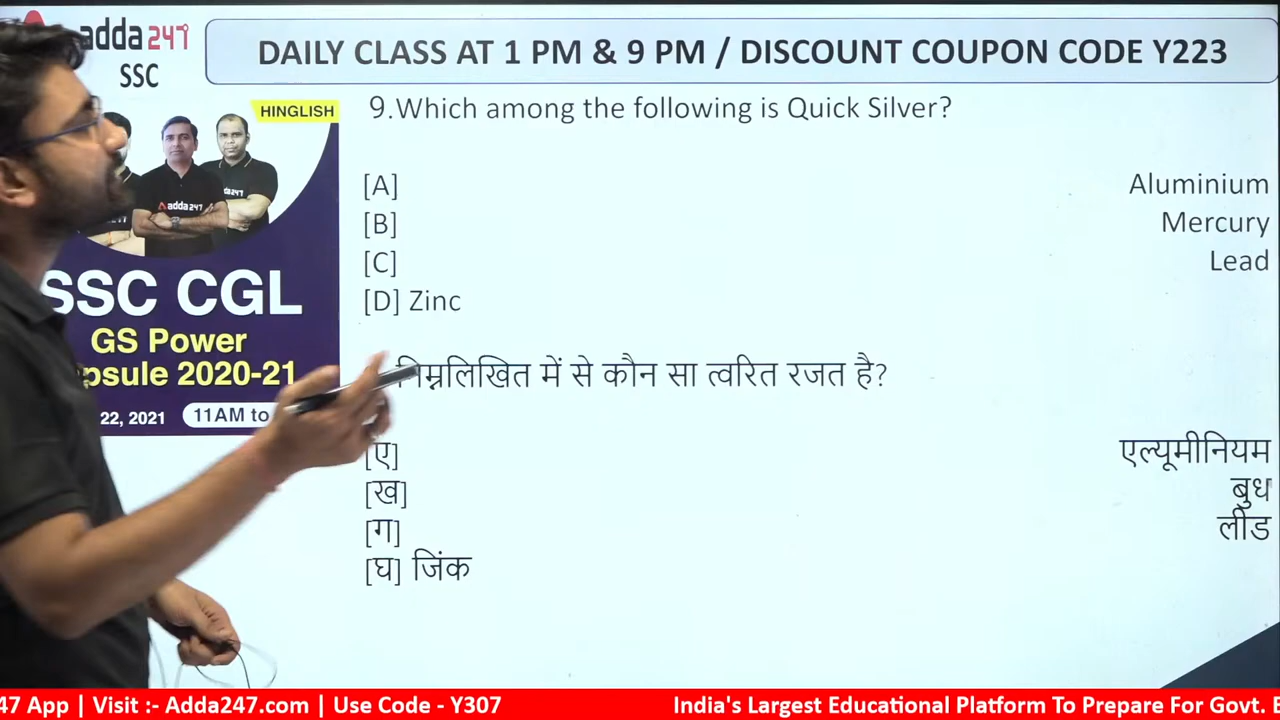 adda247
SSC
DAILY CLASS AT 1 PM & 9 PM / DISCOUNT COUPON CODE Y223
HINGLISH
adda247
SSC CGL
GS Power
psule 2020-21
22, 2021 11AM to
9.Which among the following is Quick Silver?
[A] Aluminium
[B] Mercury
[C] Lead
[D] Zinc
निम्नलिखित में से कौन सा त्वरित रजत है?
[ए] एल्यूमीनियम
[ख] बुध
[ग] लीड
[घ] जिंक
47 App | Visit :- Adda247.com | Use Code - Y307 India's Largest Educational Platform To Prepare For Govt. E